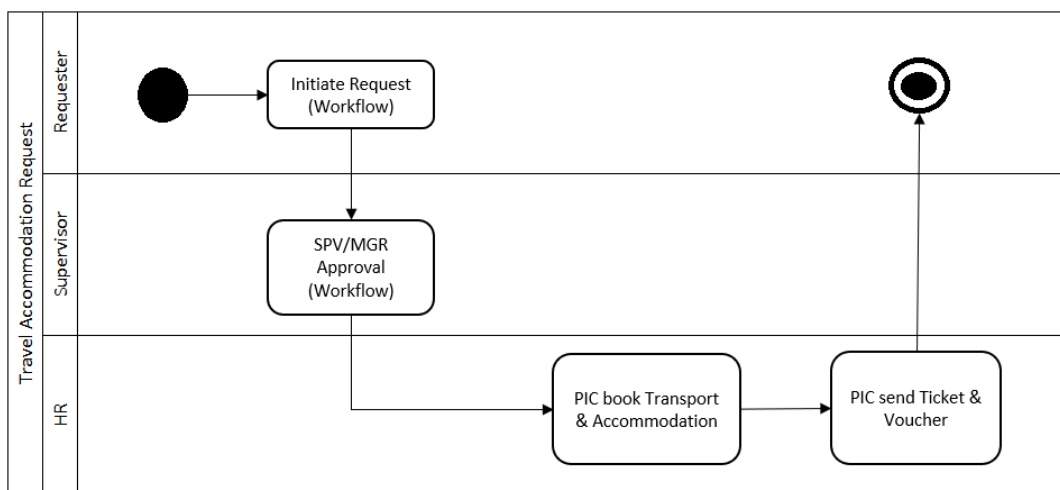 Travel Accommodation Request
Requester
Initiate Request
(Workflow)
Supervisor
SPV/MGR
Approval
(Workflow)
HR
PIC book Transport
& Accommodation
PIC send Ticket &
Voucher